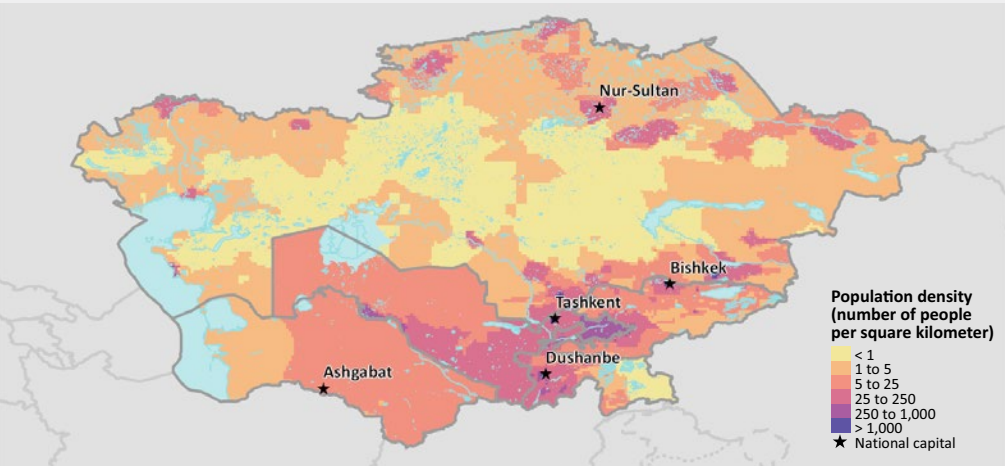 Nur-Sultan
Bishkek
Tashkent
Dushanbe
Ashgabat
Population density
(number of people
per square kilometer)
< 1
1 to 5
5 to 25
25 to 250
250 to 1,000
> 1,000
★ National capital